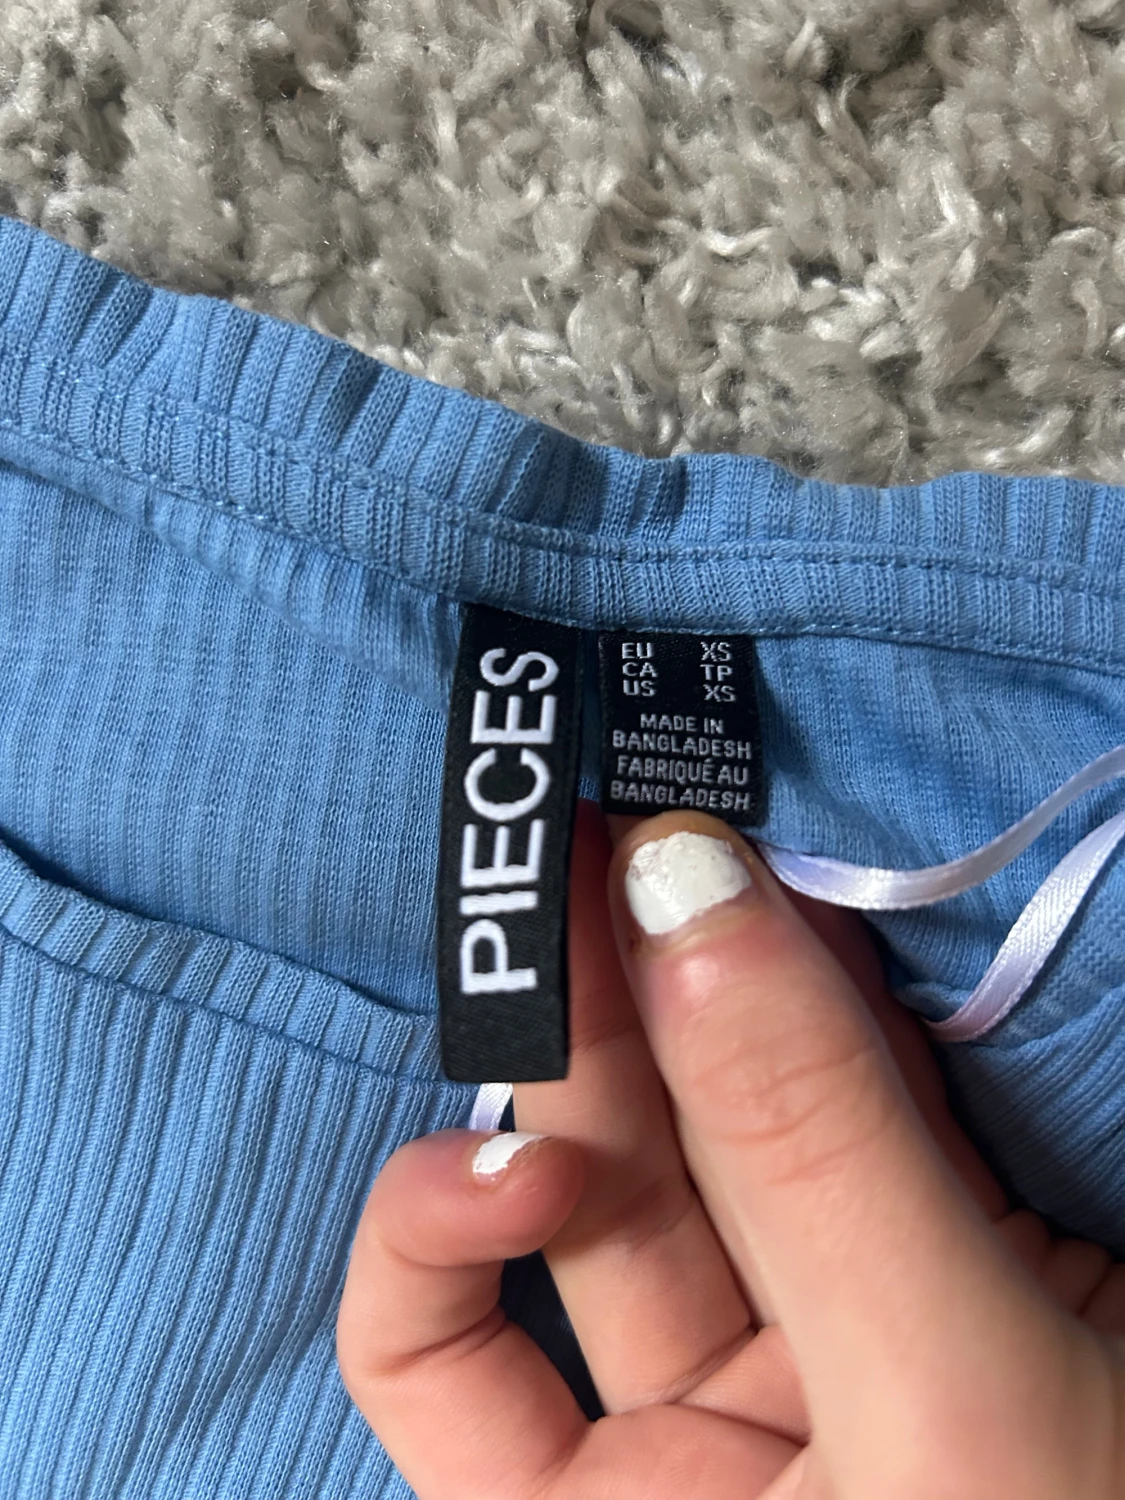 PIECES
EU XS
CA TP
US XS
MADE IN
BANGLADESH
FABRIQUÉ AU
BANGLADESH